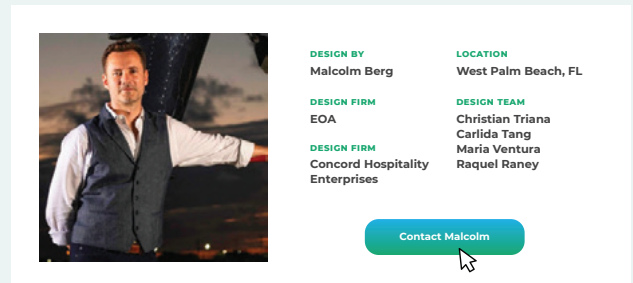 DESIGN BY
Malcolm Berg
DESIGN FIRM
EOA
DESIGN FIRM
Concord Hospitality
Enterprises
LOCATION
West Palm Beach, FL
DESIGN TEAM
Christian Triana
Carlida Tang
Maria Ventura
Raquel Raney
Contact Malcolm